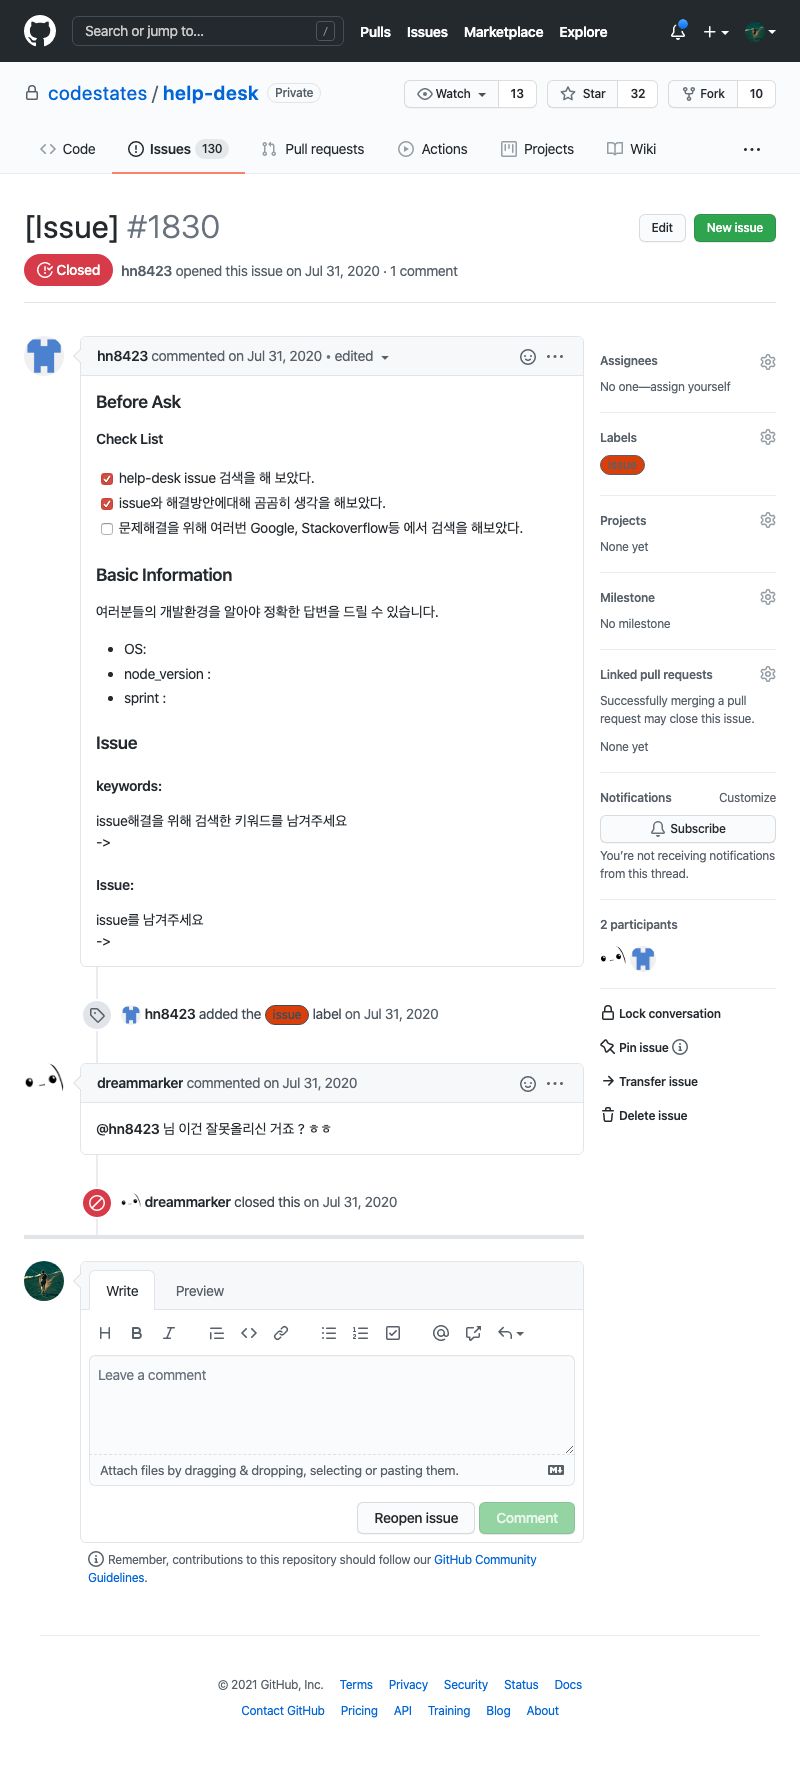 Search or jump to...
/
Pulls
Issues
Marketplace
Explore
codestates / help-desk
Private
Watch
13
Star
32
Fork
10
Code
Issues
130
Pull requests
Actions
Projects
Wiki
[Issue] #1830
Edit
New issue
Closed
hn8423 opened this issue on Jul 31, 2020 · 1 comment
hn8423 commented on Jul 31, 2020 • edited
Before Ask
Check List
help-desk issue 검색을 해 보았다.
issue와 해결방안에대해 곰곰히 생각을 해보았다.
문제해결을 위해 여러번 Google, Stackoverflow등 에서 검색을 해보았다.
Basic Information
여러분들의 개발환경을 알아야 정확한 답변을 드릴 수 있습니다.
OS:
node_version :
sprint :
Issue
keywords:
issue해결을 위해 검색한 키워드를 남겨주세요
->
Issue:
issue를 남겨주세요
->
hn8423 added the issue label on Jul 31, 2020
dreammarker commented on Jul 31, 2020
@hn8423 님 이건 잘못올리신 거죠 ? ㅎㅎ
dreammarker closed this on Jul 31, 2020
Write
Preview
Leave a comment
Attach files by dragging & dropping, selecting or pasting them.
Reopen issue
Comment
Remember, contributions to this repository should follow our GitHub Community
Guidelines.
Assignees
No one—assign yourself
Labels
issue
Projects
None yet
Milestone
No milestone
Linked pull requests
Successfully merging a pull
request may close this issue.
None yet
Notifications
Customize
Subscribe
You're not receiving notifications
from this thread.
2 participants
Lock conversation
Pin issue
Transfer issue
Delete issue
© 2021 GitHub, Inc.
Terms
Privacy
Security
Status
Docs
Contact GitHub
Pricing
API
Training
Blog
About